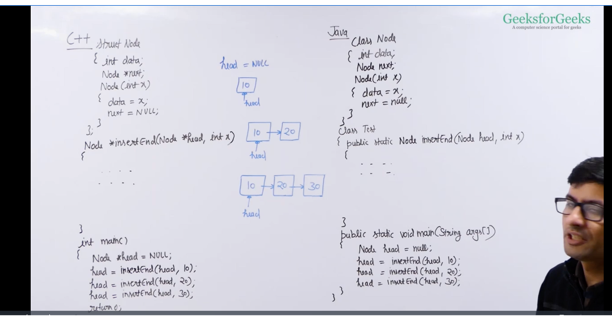 GeeksforGeeks
A computer science portal for geeks
C++
Struct Node
{ int data;
Node *next;
Node(int x)
{ data = x;
next = NULL;
}
};
Node *insertEnd(Node *head, int x)
{
. . . .
. . . .
}
int main()
{
Node *head = NULL;
head = insertEnd(head, 10);
head = insertEnd(head, 20);
head = insertEnd(head, 30);
return 0;
head = NULL
10
head
10 → 20
head
10 → 20 → 30
head
Java
Class Node
{ int data;
Node next;
Node(int x)
{ data = x;
next = null;
}
}
Class Test
{ public static Node insertEnd(Node head, int x)
{
. . . .
. . . .
}
public static void main(String args[])
{
Node head = null;
head = insertEnd(head, 10);
head = insertEnd(head, 20);
head = insertEnd(head, 30);
}
}